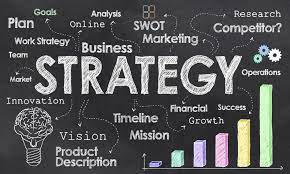 Plan
Goals
Analysis
Online
SWOT
Research
Competitor?
Marketing
Work Strategy
Business
Team
Market
STRATEGY
Operations
Innovation
Financial
Success
Timeline
Growth
Vision
Mission
Product
Description